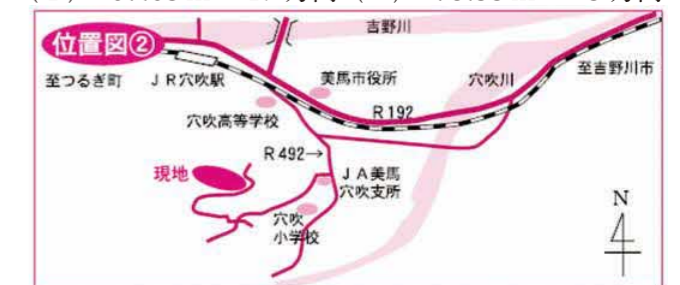 位置図②
吉野川
至つるぎ町
JR穴吹駅
美馬市役所
穴吹川
至吉野川市
穴吹高等学校
R192
R492→
現地
JA美馬
穴吹支所
穴吹
小学校
N